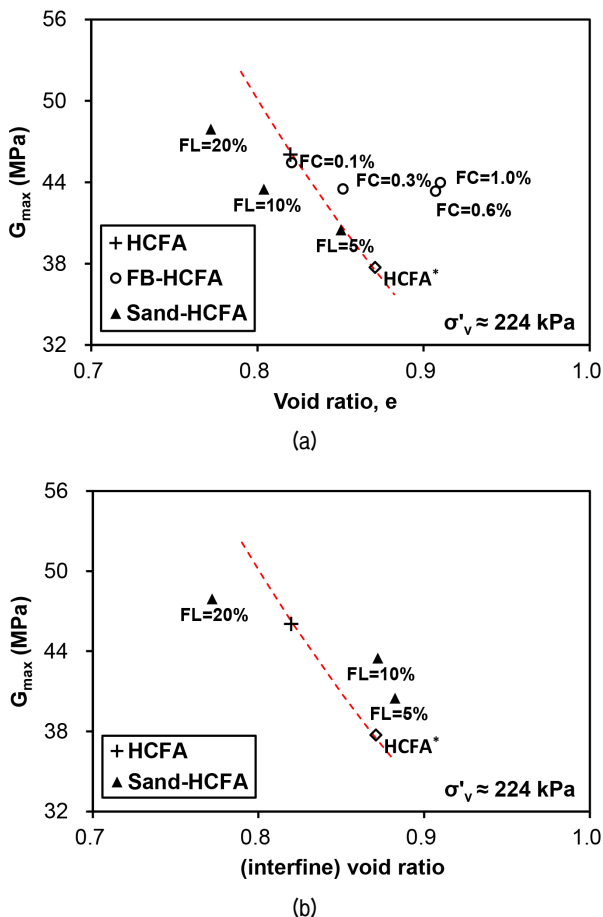 56
50
44
38
32
G_max (MPa)
FL=20%
FC=0.1%
FL=10%
FC=0.3%
FC=1.0%
FC=0.6%
FL=5%
HCFA*
HCFA
FB-HCFA
Sand-HCFA
σ'_v ≈ 224 kPa
0.7 0.8 0.9 1.0
Void ratio, e
(a)
56
50
44
38
32
G_max (MPa)
FL=20%
FL=10%
FL=5%
HCFA*
HCFA
Sand-HCFA
σ'_v ≈ 224 kPa
0.7 0.8 0.9 1.0
(interfine) void ratio
(b)